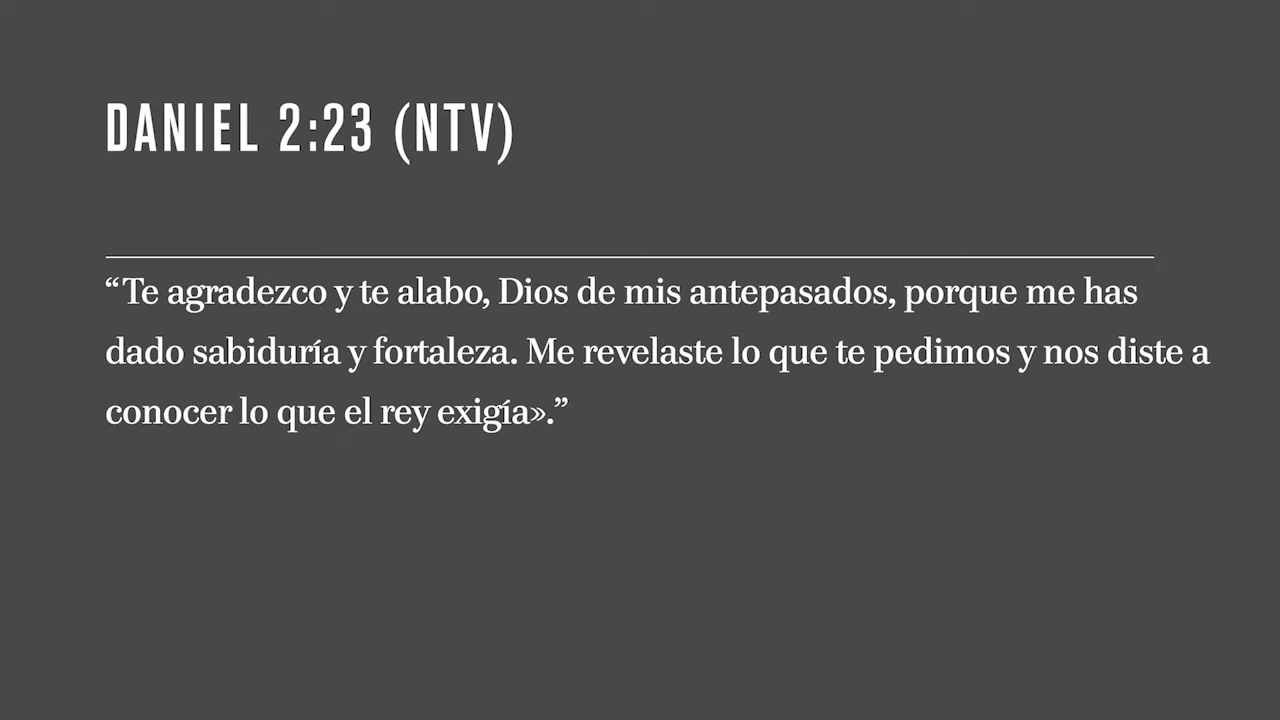 DANIEL 2:23 (NTV)
“Te agradezco y te alabo, Dios de mis antepasados, porque me has
dado sabiduría y fortaleza. Me revelaste lo que te pedimos y nos diste a
conocer lo que el rey exigía».”